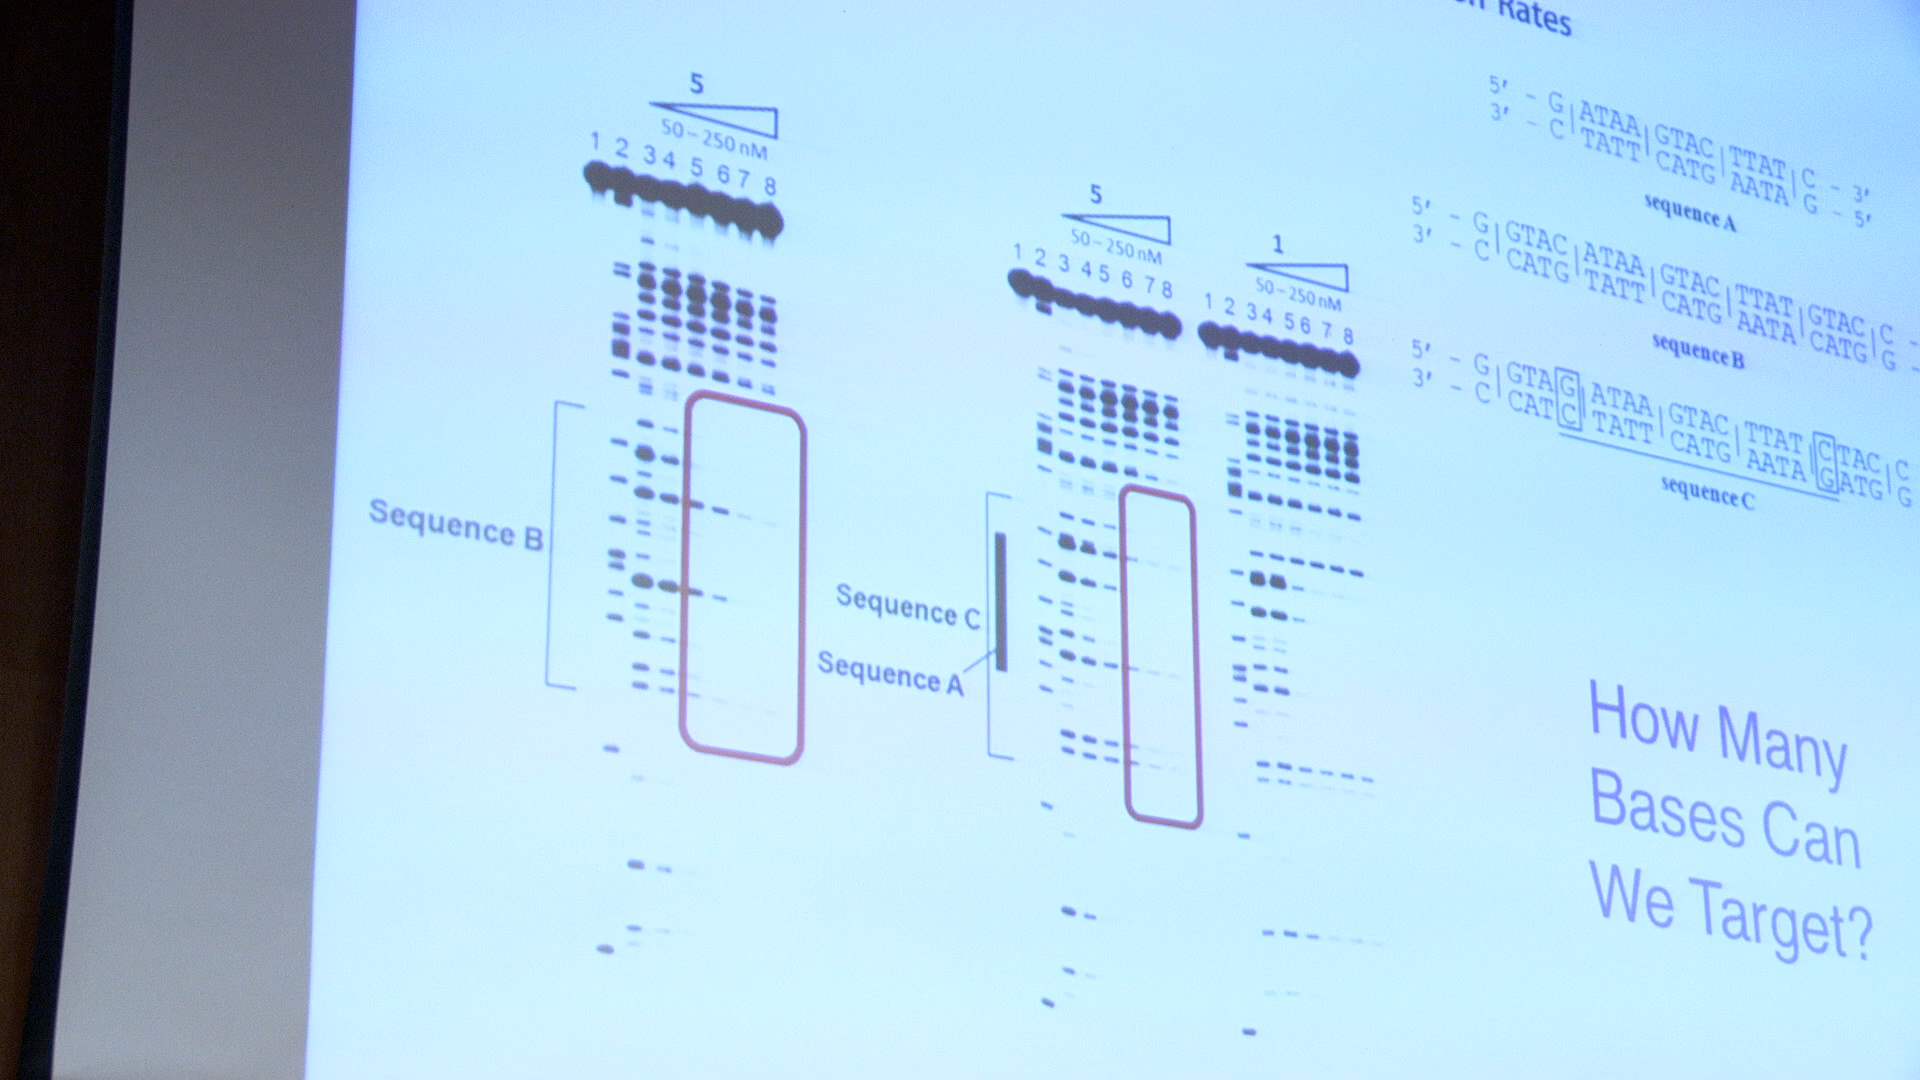 Rates
5
50–250 nM
1 2 3 4 5 6 7 8
Sequence B
5
50–250 nM
1 2 3 4 5 6 7 8
1
50–250 nM
1 2 3 4 5 6 7 8
Sequence C
Sequence A
5' - G|ATAA|GTAC|TTAT|C - 3'
3' - C|TATT|CATG|AATA|G - 5'
sequence A
5' - G|GTAC|ATAA|GTAC|TTAT|GTAC|C -
3' - C|CATG|TATT|CATG|AATA|CATG|G -
sequence B
5' - G|GTAG|ATAA|GTAC|TTAT|CTAC|C
3' - C|CATC|TATT|CATG|AATA|GATG|G
sequence C
How Many
Bases Can
We Target?